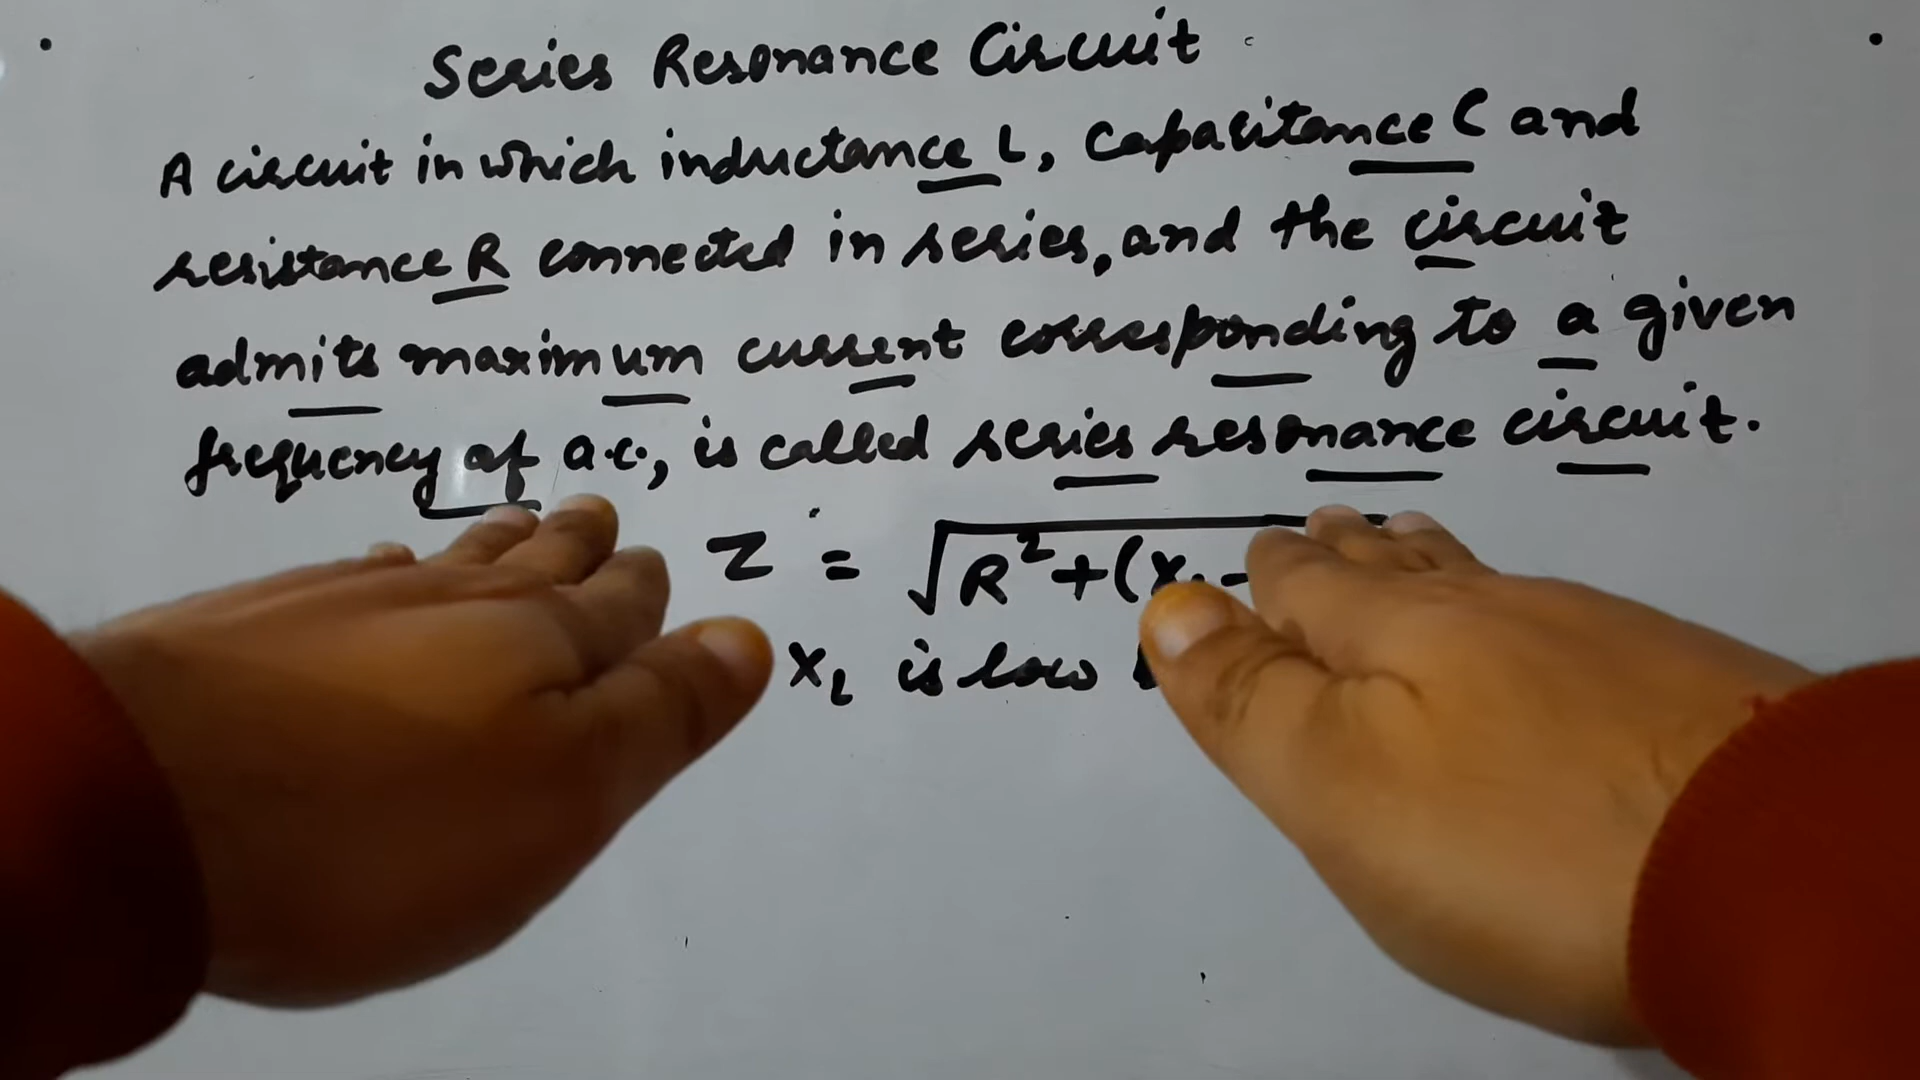 Series Resonance Circuit
A circuit in which inductance L, Capacitance C and
resistance R connected in series, and the circuit
admits maximum current corresponding to a given
frequency of a.c., is called series resonance circuit.
Z = √R²+(X -
X_L is low